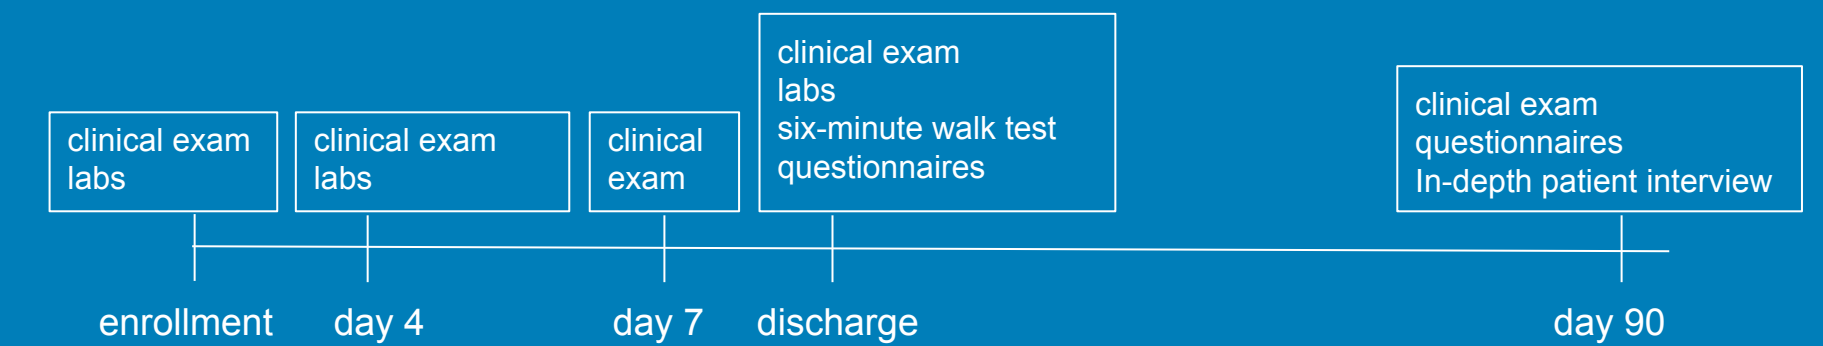 clinical exam
labs
clinical exam
labs
clinical
exam
clinical exam
labs
six-minute walk test
questionnaires
clinical exam
questionnaires
In-depth patient interview
enrollment
day 4
day 7
discharge
day 90